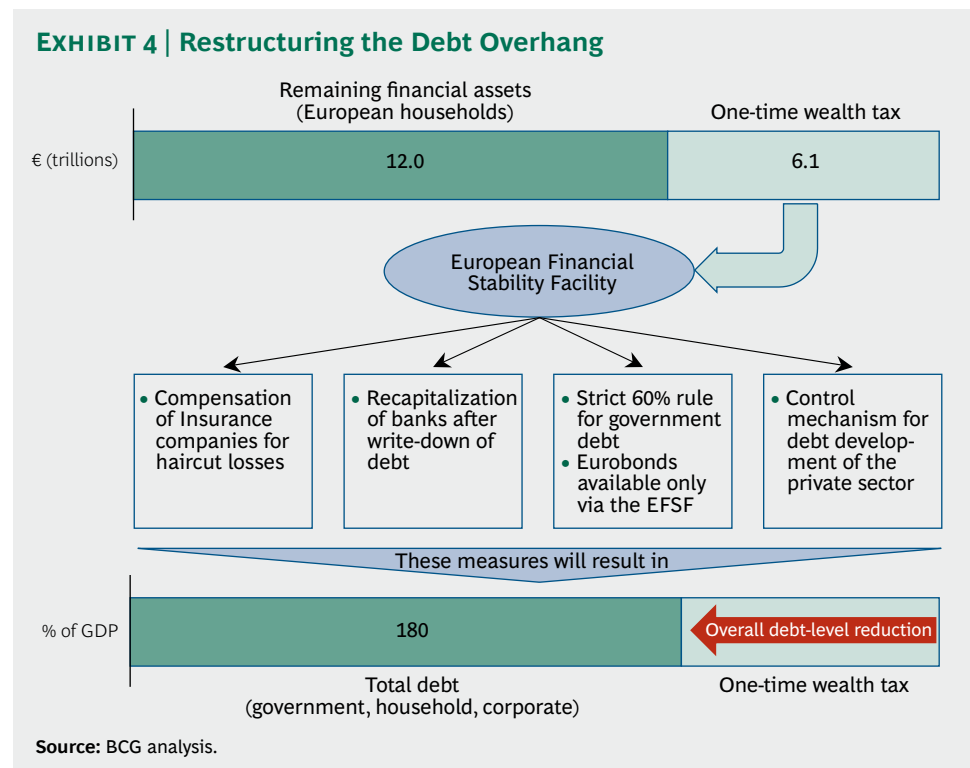 EXHIBIT 4 | Restructuring the Debt Overhang
Remaining financial assets
(European households)
One-time wealth tax
€ (trillions)
12.0
6.1
European Financial
Stability Facility
• Compensation
of Insurance
companies for
haircut losses
• Recapitalization
of banks after
write-down of
debt
• Strict 60% rule
for government
debt
• Eurobonds
available only
via the EFSF
• Control
mechanism for
debt develop-
ment of the
private sector
These measures will result in
% of GDP
180
Overall debt-level reduction
Total debt
(government, household, corporate)
One-time wealth tax
Source: BCG analysis.